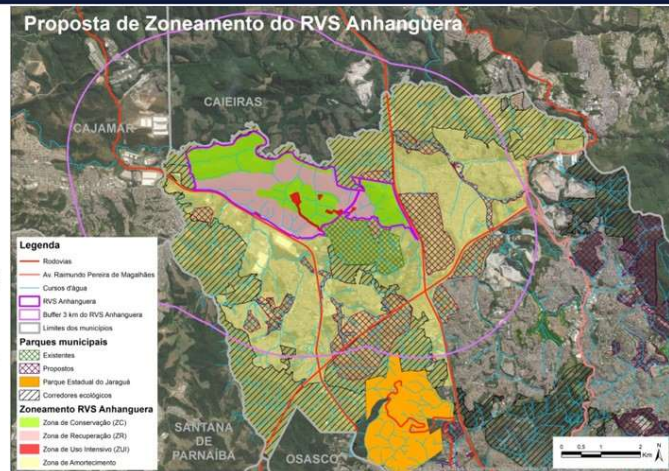 Proposta de Zoneamento do RVS Anhanguera
CAIEIRAS
CAJAMAR
Legenda
Rodovias
Av. Raimundo Pereira de Magalhães
Cursos d'água
RVS Anhanguera
Buffer 3 km do RVS Anhanguera
Limites dos municípios
Parques municipais
Existentes
Propostos
Parque Estadual do Jaraguá
Corredores ecológicos
Zoneamento RVS Anhanguera
Zona de Conservação (ZC)
Zona de Recuperação (ZR)
Zona de Uso Intensivo (ZUI)
Zona de Amortecimento
SANTANA
DE
PARNAÍBA
OSASCO
0 0,5 1 2
Km
N